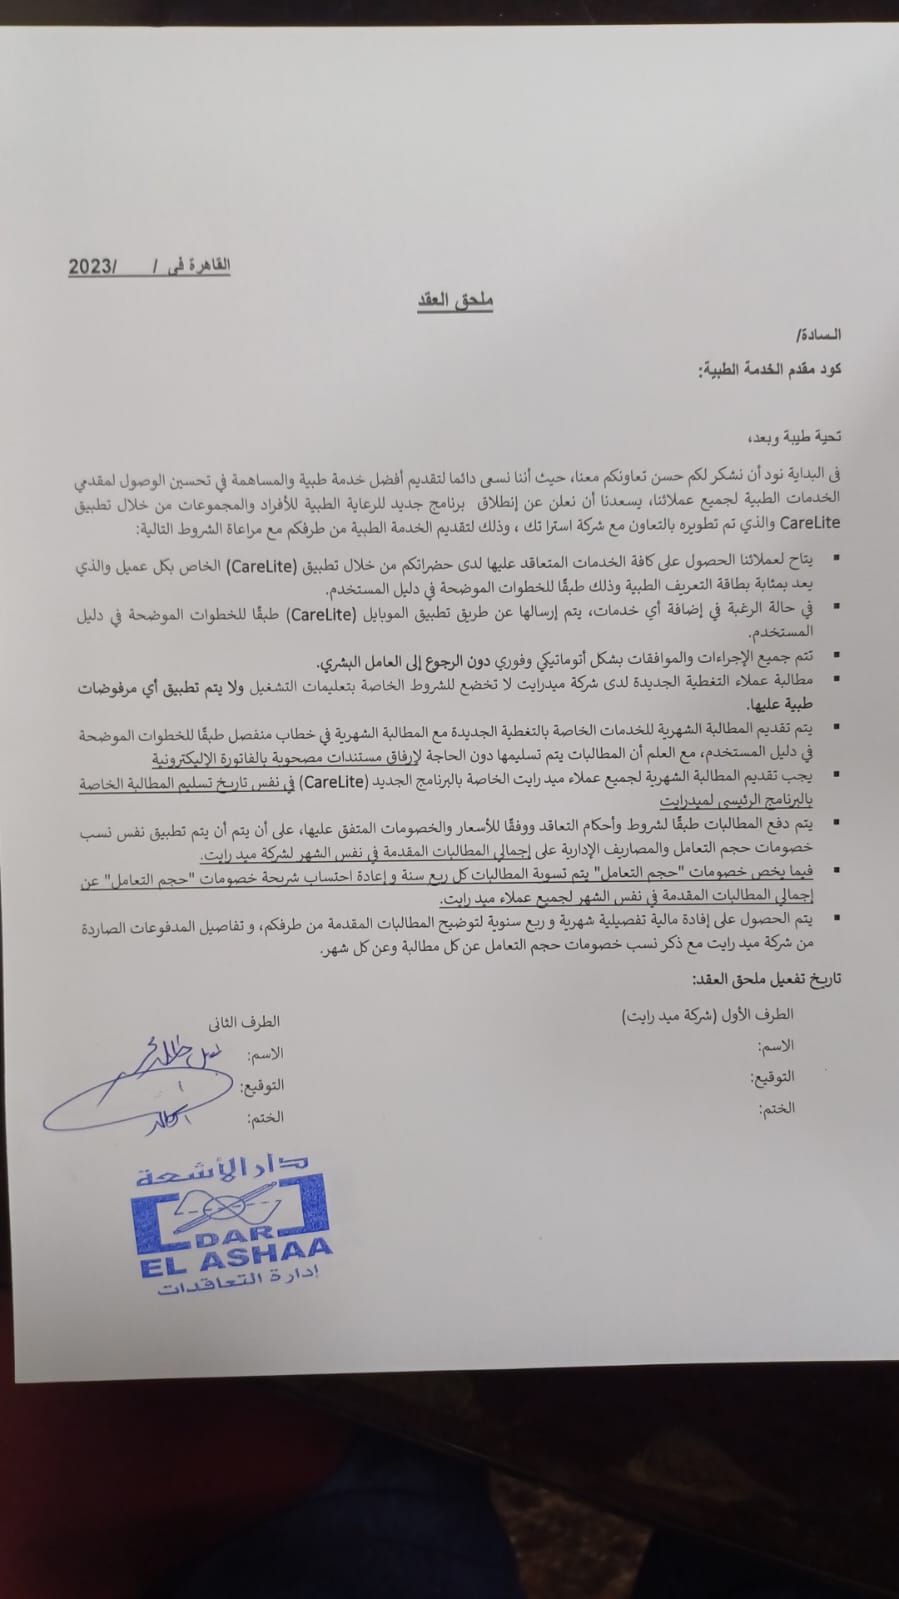 القاهرة فى / /2023
ملحق العقد
السادة/
كود مقدم الخدمة الطبية:
تحية طيبة وبعد،
فى البداية نود أن نشكر لكم حسن تعاونكم معنا، حيث أننا نسعى دائما لتقديم أفضل خدمة طبية والمساهمة في تحسين الوصول لمقدمي
الخدمات الطبية لجميع عملائنا، يسعدنا أن نعلن عن إنطلاق برنامج جديد للرعاية الطبية للأفراد والمجموعات من خلال تطبيق
CareLite والذي تم تطويره بالتعاون مع شركة استرا تك ، وذلك لتقديم الخدمة الطبية من طرفكم مع مراعاة الشروط التالية:
▪ يتاح لعملائنا الحصول على كافة الخدمات المتعاقد عليها لدى حضراتكم من خلال تطبيق (CareLite) الخاص بكل عميل والذي
يعد بمثابة بطاقة التعريف الطبية وذلك طبقًا للخطوات الموضحة في دليل المستخدم.
▪ في حالة الرغبة في إضافة أي خدمات، يتم إرسالها عن طريق تطبيق الموبايل (CareLite) طبقًا للخطوات الموضحة في دليل
المستخدم.
▪ تتم جميع الإجراءات والموافقات بشكل أتوماتيكي وفوري دون الرجوع إلى العامل البشري.
▪ مطالبة عملاء التغطية الجديدة لدى شركة ميدرايت لا تخضع للشروط الخاصة بتعليمات التشغيل ولا يتم تطبيق أي مرفوضات
طبية عليها.
▪ يتم تقديم المطالبة الشهرية للخدمات الخاصة بالتغطية الجديدة مع المطالبة الشهرية في خطاب منفصل طبقًا للخطوات الموضحة
في دليل المستخدم، مع العلم أن المطالبات يتم تسليمها دون الحاجة لإرفاق مستندات مصحوبة بالفاتورة الإليكترونية
▪ يجب تقديم المطالبة الشهرية لجميع عملاء ميد رايت الخاصة بالبرنامج الجديد (CareLite) في نفس تاريخ تسليم المطالبة الخاصة
بالبرنامج الرئيسى لميدرايت
▪ يتم دفع المطالبات طبقًا لشروط وأحكام التعاقد ووفقًا للأسعار والخصومات المتفق عليها، على أن يتم أن يتم تطبيق نفس نسب
خصومات حجم التعامل والمصاريف الإدارية على إجمالي المطالبات المقدمة في نفس الشهر لشركة ميد رايت.
▪ فيما يخص خصومات "حجم التعامل" يتم تسوية المطالبات كل ربع سنة و إعادة احتساب شريحة خصومات "حجم التعامل" عن
إجمالي المطالبات المقدمة في نفس الشهر لجميع عملاء ميد رايت.
▪ يتم الحصول على إفادة مالية تفصيلية شهرية و ربع سنوية لتوضيح المطالبات المقدمة من طرفكم، و تفاصيل المدفوعات الصاردة
من شركة ميد رايت مع ذكر نسب خصومات حجم التعامل عن كل مطالبة وعن كل شهر.
تاريخ تفعيل ملحق العقد:
الطرف الأول (شركة ميد رايت)
الاسم:
التوقيع:
الختم:
الطرف الثانى
الاسم:
التوقيع:
الختم:
دار الأشعة
DAR
EL ASHAA
إدارة التعاقدات